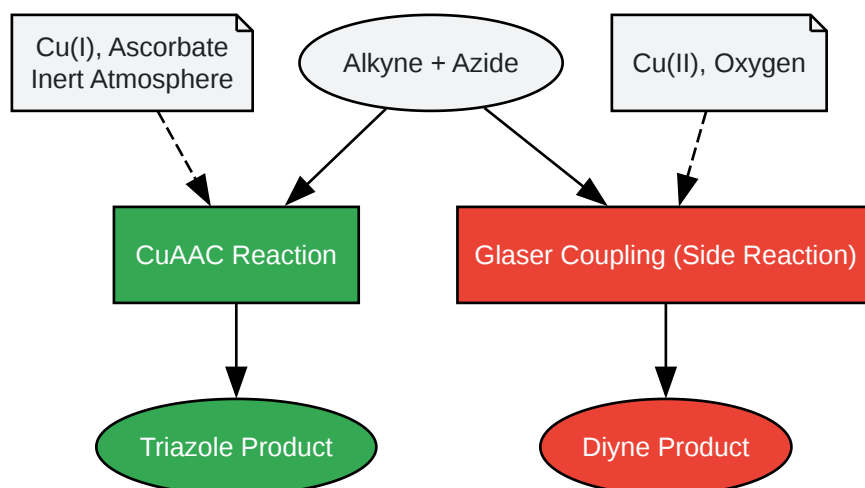 Cu(I), Ascorbate
Inert Atmosphere
Alkyne + Azide
Cu(II), Oxygen
CuAAC Reaction
Glaser Coupling (Side Reaction)
Triazole Product
Diyne Product